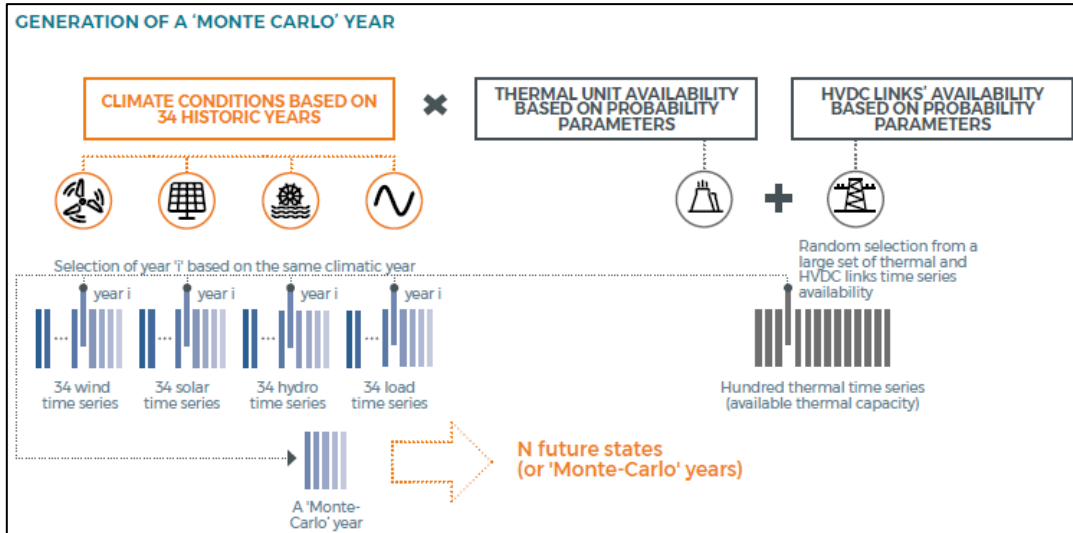 GENERATION OF A ‘MONTE CARLO’ YEAR
CLIMATE CONDITIONS BASED ON
34 HISTORIC YEARS
THERMAL UNIT AVAILABILITY
BASED ON PROBABILITY
PARAMETERS
HVDC LINKS’ AVAILABILITY
BASED ON PROBABILITY
PARAMETERS
Selection of year 'i' based on the same climatic year
Random selection from a
large set of thermal and
HVDC links time series
availability
year i
year i
year i
year i
...
...
...
...
34 wind
time series
34 solar
time series
34 hydro
time series
34 load
time series
Hundred thermal time series
(available thermal capacity)
A 'Monte-
Carlo' year
N future states
(or 'Monte-Carlo' years)